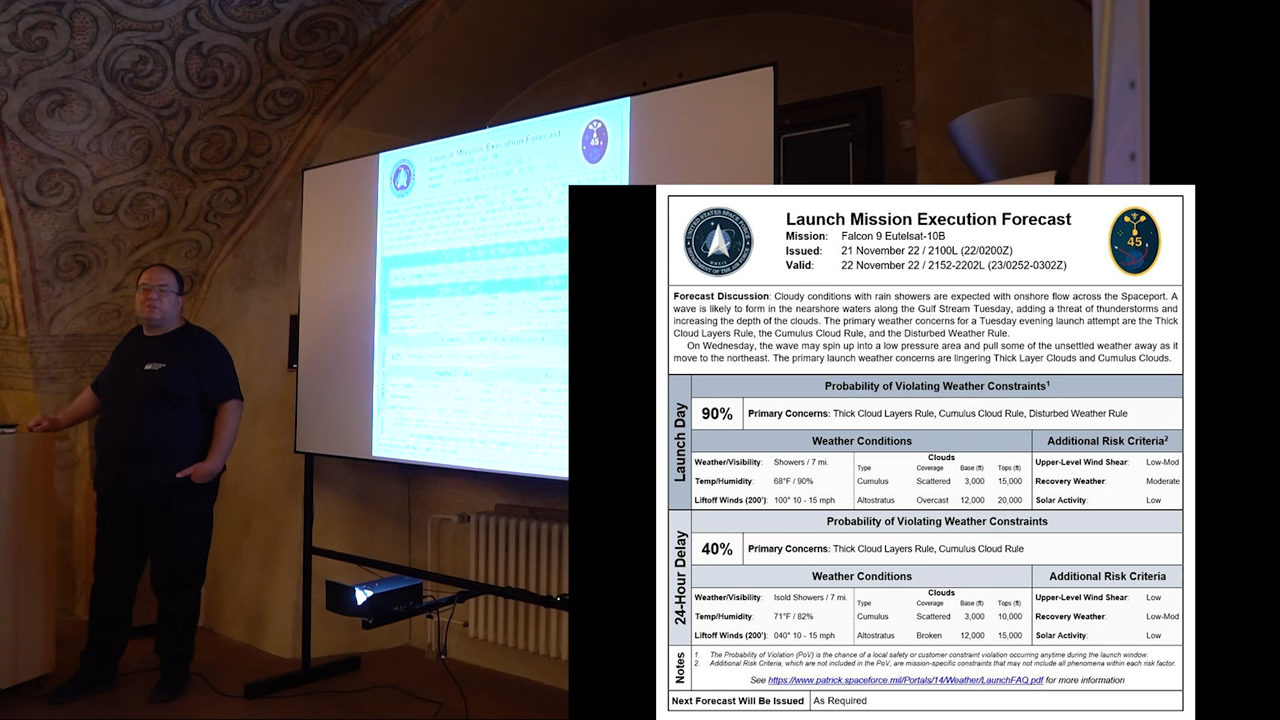 Launch Mission Execution Forecast
45
UNITED STATES SPACE FORCE
DEPARTMENT OF THE AIR FORCE
Launch Mission Execution Forecast
45
Mission: Falcon 9 Eutelsat-10B
Issued: 21 November 22 / 2100L (22/0200Z)
Valid: 22 November 22 / 2152-2202L (23/0252-0302Z)
Forecast Discussion: Cloudy conditions with rain showers are expected with onshore flow across the Spaceport. A
wave is likely to form in the nearshore waters along the Gulf Stream Tuesday, adding a threat of thunderstorms and
increasing the depth of the clouds. The primary weather concerns for a Tuesday evening launch attempt are the Thick
Cloud Layers Rule, the Cumulus Cloud Rule, and the Disturbed Weather Rule.
On Wednesday, the wave may spin up into a low pressure area and pull some of the unsettled weather away as it
move to the northeast. The primary launch weather concerns are lingering Thick Layer Clouds and Cumulus Clouds.
Launch Day
Probability of Violating Weather Constraints1
90% Primary Concerns: Thick Cloud Layers Rule, Cumulus Cloud Rule, Disturbed Weather Rule
Weather Conditions Additional Risk Criteria2
Clouds
Weather/Visibility: Showers / 7 mi. Type Coverage Base (ft) Tops (ft) Upper-Level Wind Shear: Low-Mod
Temp/Humidity: 68°F / 90% Cumulus Scattered 3,000 15,000 Recovery Weather: Moderate
Liftoff Winds (200'): 100° 10 - 15 mph Altostratus Overcast 12,000 20,000 Solar Activity: Low
24-Hour Delay
Probability of Violating Weather Constraints
40% Primary Concerns: Thick Cloud Layers Rule, Cumulus Cloud Rule
Weather Conditions Additional Risk Criteria
Clouds
Weather/Visibility: Isold Showers / 7 mi. Type Coverage Base (ft) Tops (ft) Upper-Level Wind Shear: Low
Temp/Humidity: 71°F / 82% Cumulus Scattered 3,000 10,000 Recovery Weather: Low-Mod
Liftoff Winds (200'): 040° 10 - 15 mph Altostratus Broken 12,000 15,000 Solar Activity: Low
Notes
1. The Probability of Violation (PoV) is the chance of a local safety or customer constraint violation occurring anytime during the launch window.
2. Additional Risk Criteria, which are not included in the PoV, are mission-specific constraints that may not include all phenomena within each risk factor.
See https://www.patrick.spaceforce.mil/Portals/14/Weather/LaunchFAQ.pdf for more information
Next Forecast Will Be Issued As Required